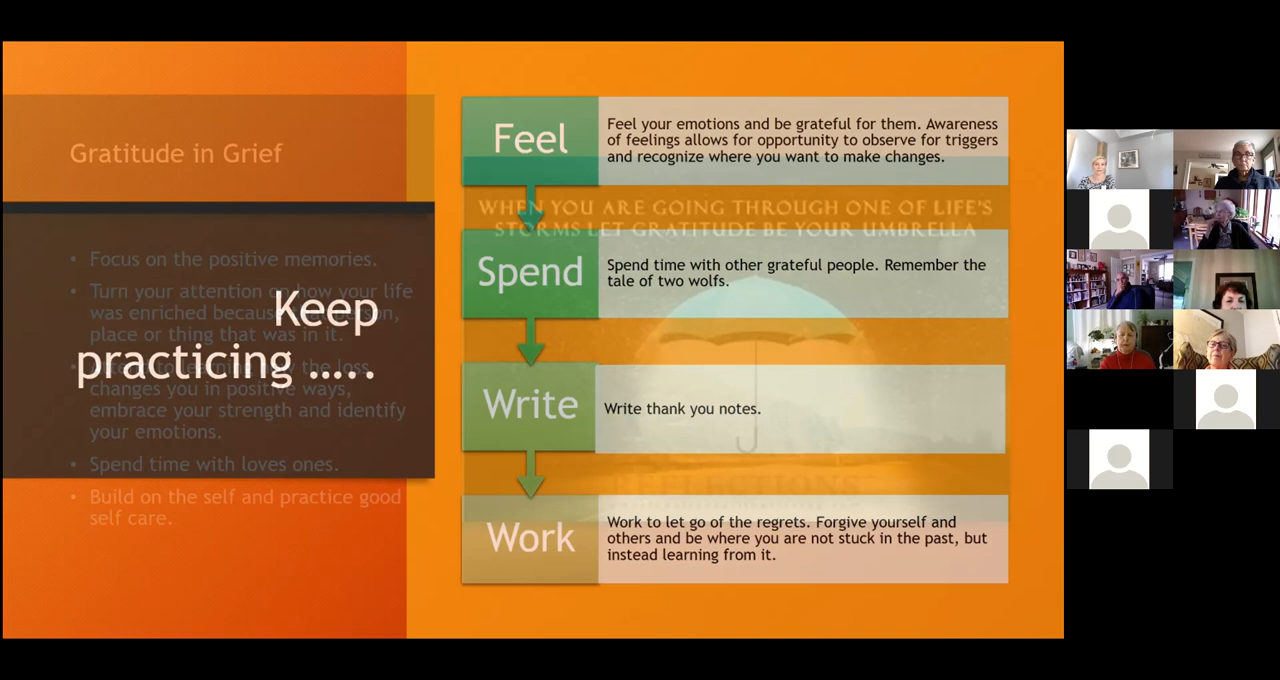 Gratitude in Grief
Focus on the positive memories.
Turn your attention on how your life
was enriched because
place or thing that was in it.
the loss
changes you in positive ways,
embrace your strength and identify
your emotions.
Spend time with loves ones.
Build on the self and practice good
self care.
Keep
practicing .....
Feel
Feel your emotions and be grateful for them. Awareness
of feelings allows for opportunity to observe for triggers
and recognize where you want to make changes.
WHEN YOU ARE GOING THROUGH ONE OF LIFE'S
STORMS LET GRATITUDE BE YOUR UMBRELLA
Spend
Spend time with other grateful people. Remember the
tale of two wolfs.
Write
Write thank you notes.
REFLECTIONS
Work
Work to let go of the regrets. Forgive yourself and
others and be where you are not stuck in the past, but
instead learning from it.